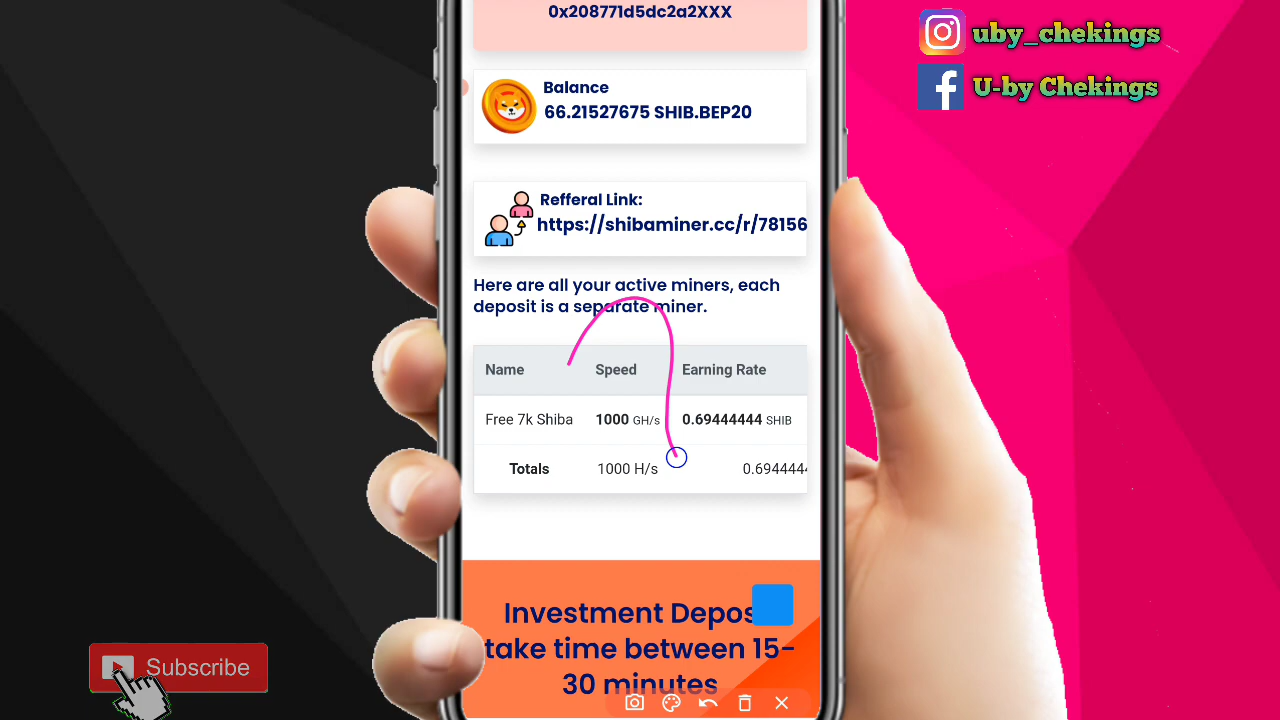 0x208771d5dc2a2XXX
uby_chekings
U-by Chekings
Balance
66.21527675 SHIB.BEP20
Refferal Link:
https://shibaminer.cc/r/78156
Here are all your active miners, each
deposit is a separate miner.
Name Speed Earning Rate
Free 7k Shiba 1000 GH/s 0.69444444 SHIB
Totals 1000 H/s 0.694444
Investment Depos
take time between 15-
30 minutes
Subscribe